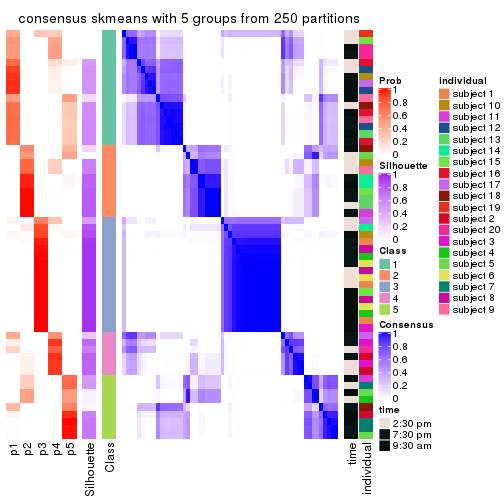 consensus skmeans with 5 groups from 250 partitions
p1
p2
p3
p4
p5
Silhouette
Class
time
individual
Prob
1
0.8
0.6
0.4
0.2
0
Silhouette
1
0.8
0.6
0.4
0.2
0
Class
1
2
3
4
5
Consensus
1
0.8
0.6
0.4
0.2
0
time
2:30 pm
7:30 pm
9:30 am
individual
subject 1
subject 10
subject 11
subject 12
subject 13
subject 14
subject 15
subject 16
subject 17
subject 18
subject 19
subject 2
subject 20
subject 3
subject 4
subject 5
subject 6
subject 7
subject 8
subject 9